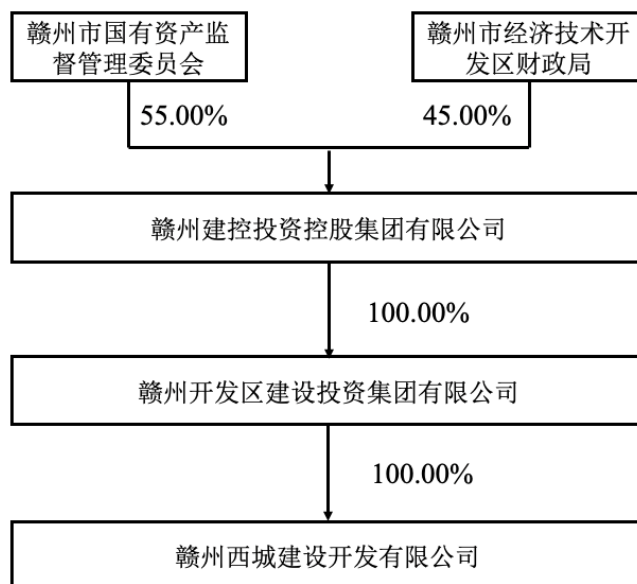 赣州市国有资产监
督管理委员会
赣州市经济技术开
发区财政局
55.00%
45.00%
赣州建控投资控股集团有限公司
100.00%
赣州开发区建设投资集团有限公司
100.00%
赣州西城建设开发有限公司